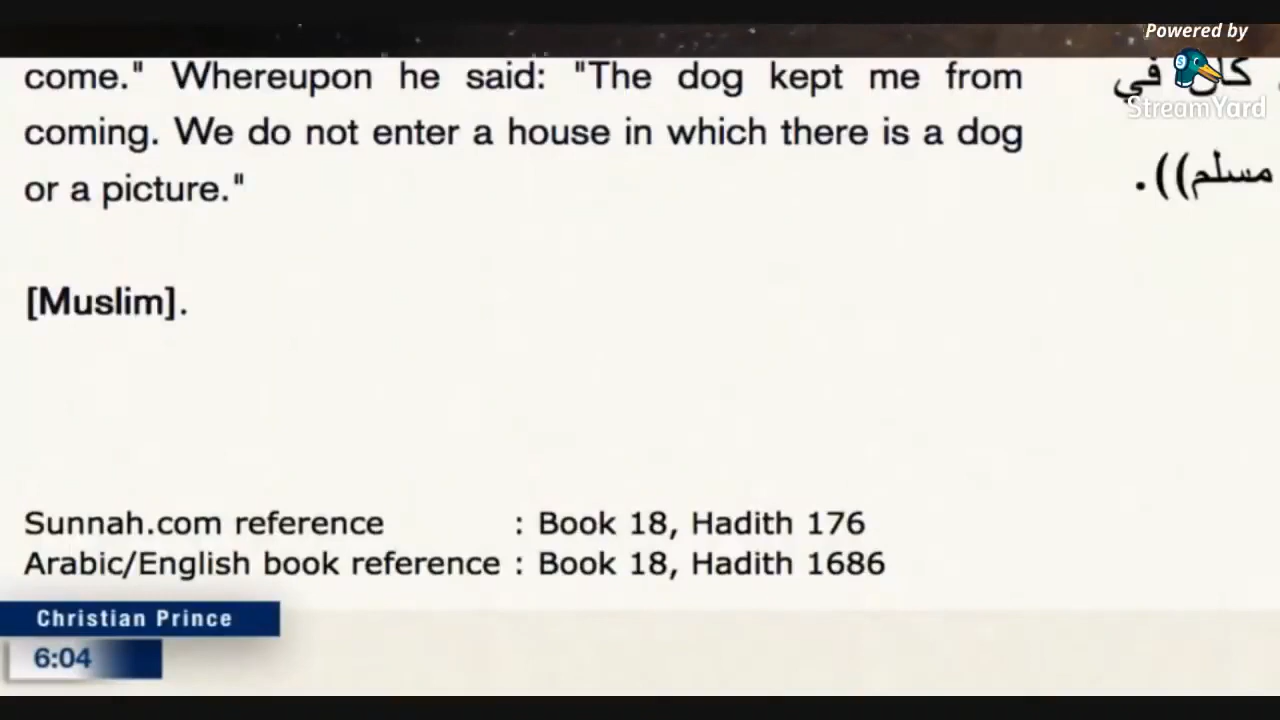 Powered by
StreamYard
come." Whereupon he said: "The dog kept me from
coming. We do not enter a house in which there is a dog
or a picture."
كان في
مسلم)).
[Muslim].
Sunnah.com reference : Book 18, Hadith 176
Arabic/English book reference : Book 18, Hadith 1686
Christian Prince
6:04